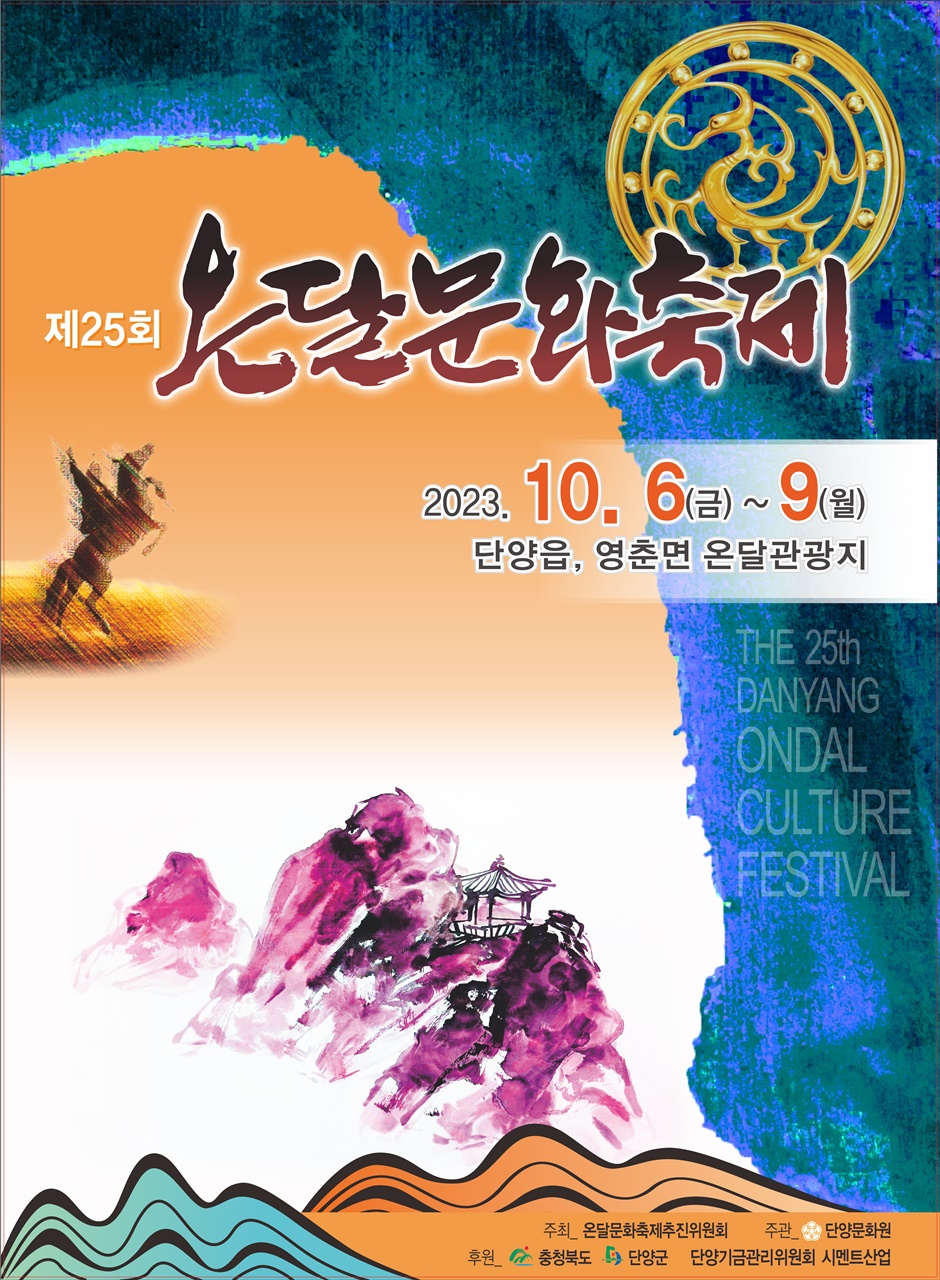 제25회 온달문화축제
2023. 10. 6(금) ~ 9(월)
단양읍, 영춘면 온달관광지
THE 25th
DANYANG
ONDAL
CULTURE
FESTIVAL
주최_ 온달문화축제추진위원회 주관_ 단양문화원
후원_ 충청북도 단양군 단양기금관리위원회 시멘트산업